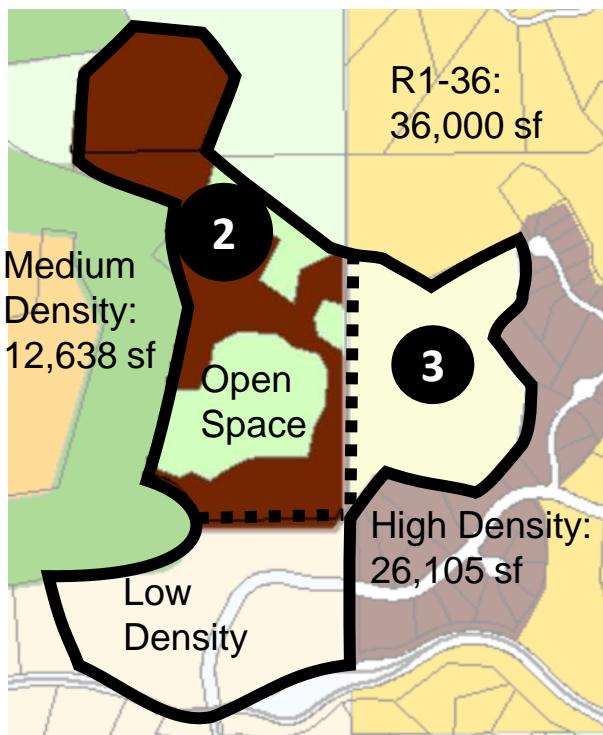 R1-36:
36,000 sf
2
Medium
Density:
12,638 sf
3
Open
Space
High Density:
26,105 sf
Low
Density